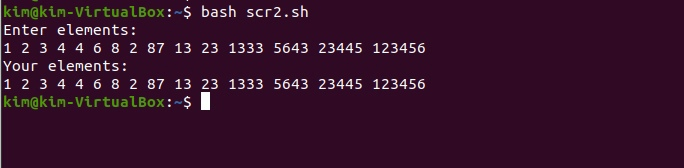 kim@kim-VirtualBox:~$ bash scr2.sh
Enter elements:
1 2 3 4 4 6 8 2 87 13 23 1333 5643 23445 123456
Your elements:
1 2 3 4 4 6 8 2 87 13 23 1333 5643 23445 123456
kim@kim-VirtualBox:~$